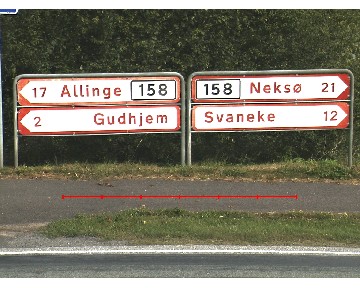 17 Allinge 158
2 Gudhjem
158 Neksø 21
Svaneke 12